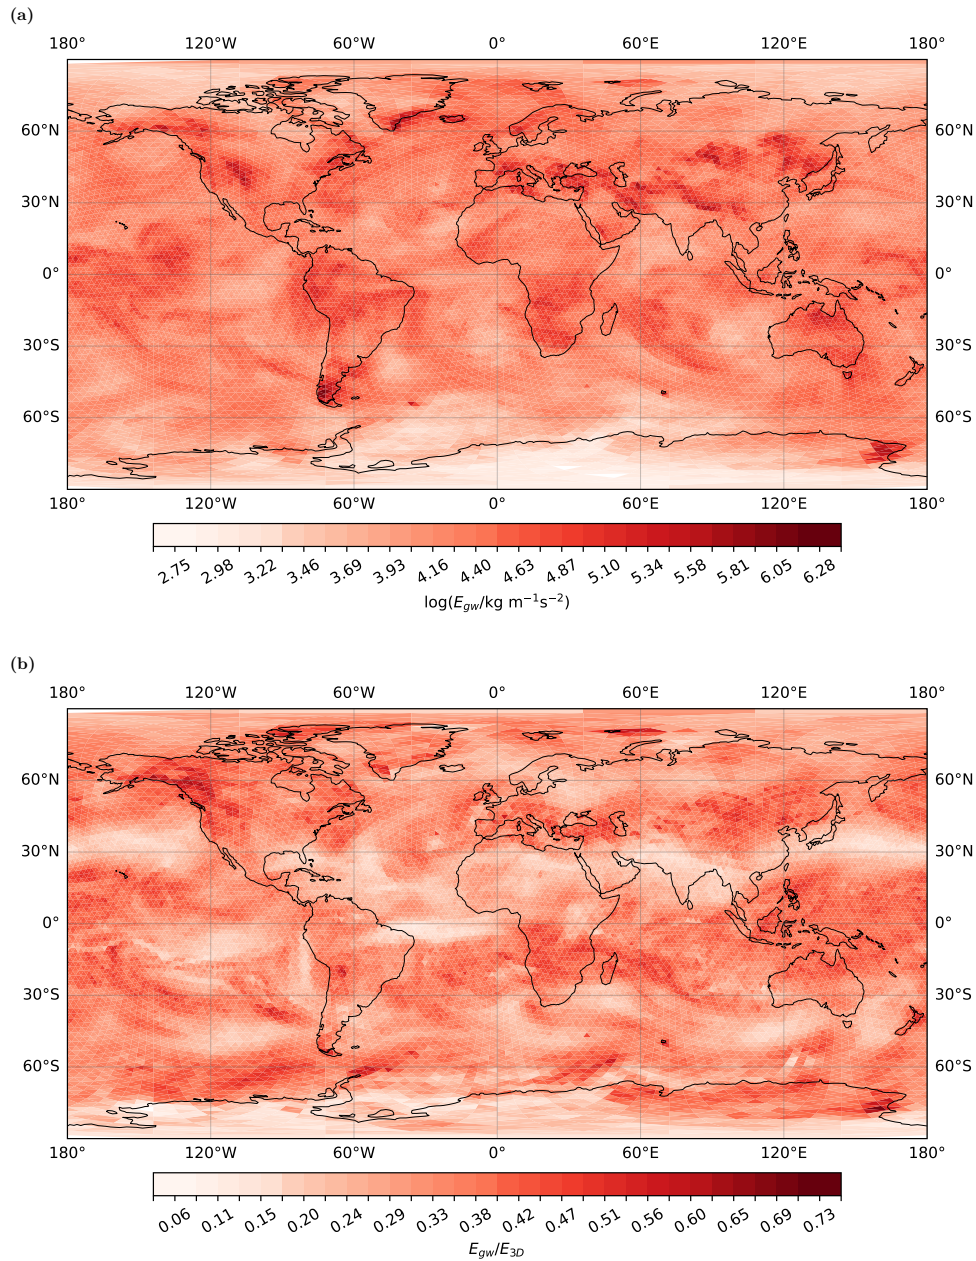 (a)
180° 120°W 60°W 0° 60°E 120°E 180°
60°N 60°N
30°N 30°N
0° 0°
30°S 30°S
60°S 60°S
180° 120°W 60°W 0° 60°E 120°E 180°
2.75 2.98 3.22 3.46 3.69 3.93 4.16 4.40 4.63 4.87 5.10 5.34 5.58 5.81 6.05 6.28
log(E_gw/kg m⁻¹s⁻²)
(b)
180° 120°W 60°W 0° 60°E 120°E 180°
60°N 60°N
30°N 30°N
0° 0°
30°S 30°S
60°S 60°S
180° 120°W 60°W 0° 60°E 120°E 180°
0.06 0.11 0.15 0.20 0.24 0.29 0.33 0.38 0.42 0.47 0.51 0.56 0.60 0.65 0.69 0.73
E_gw/E_3D